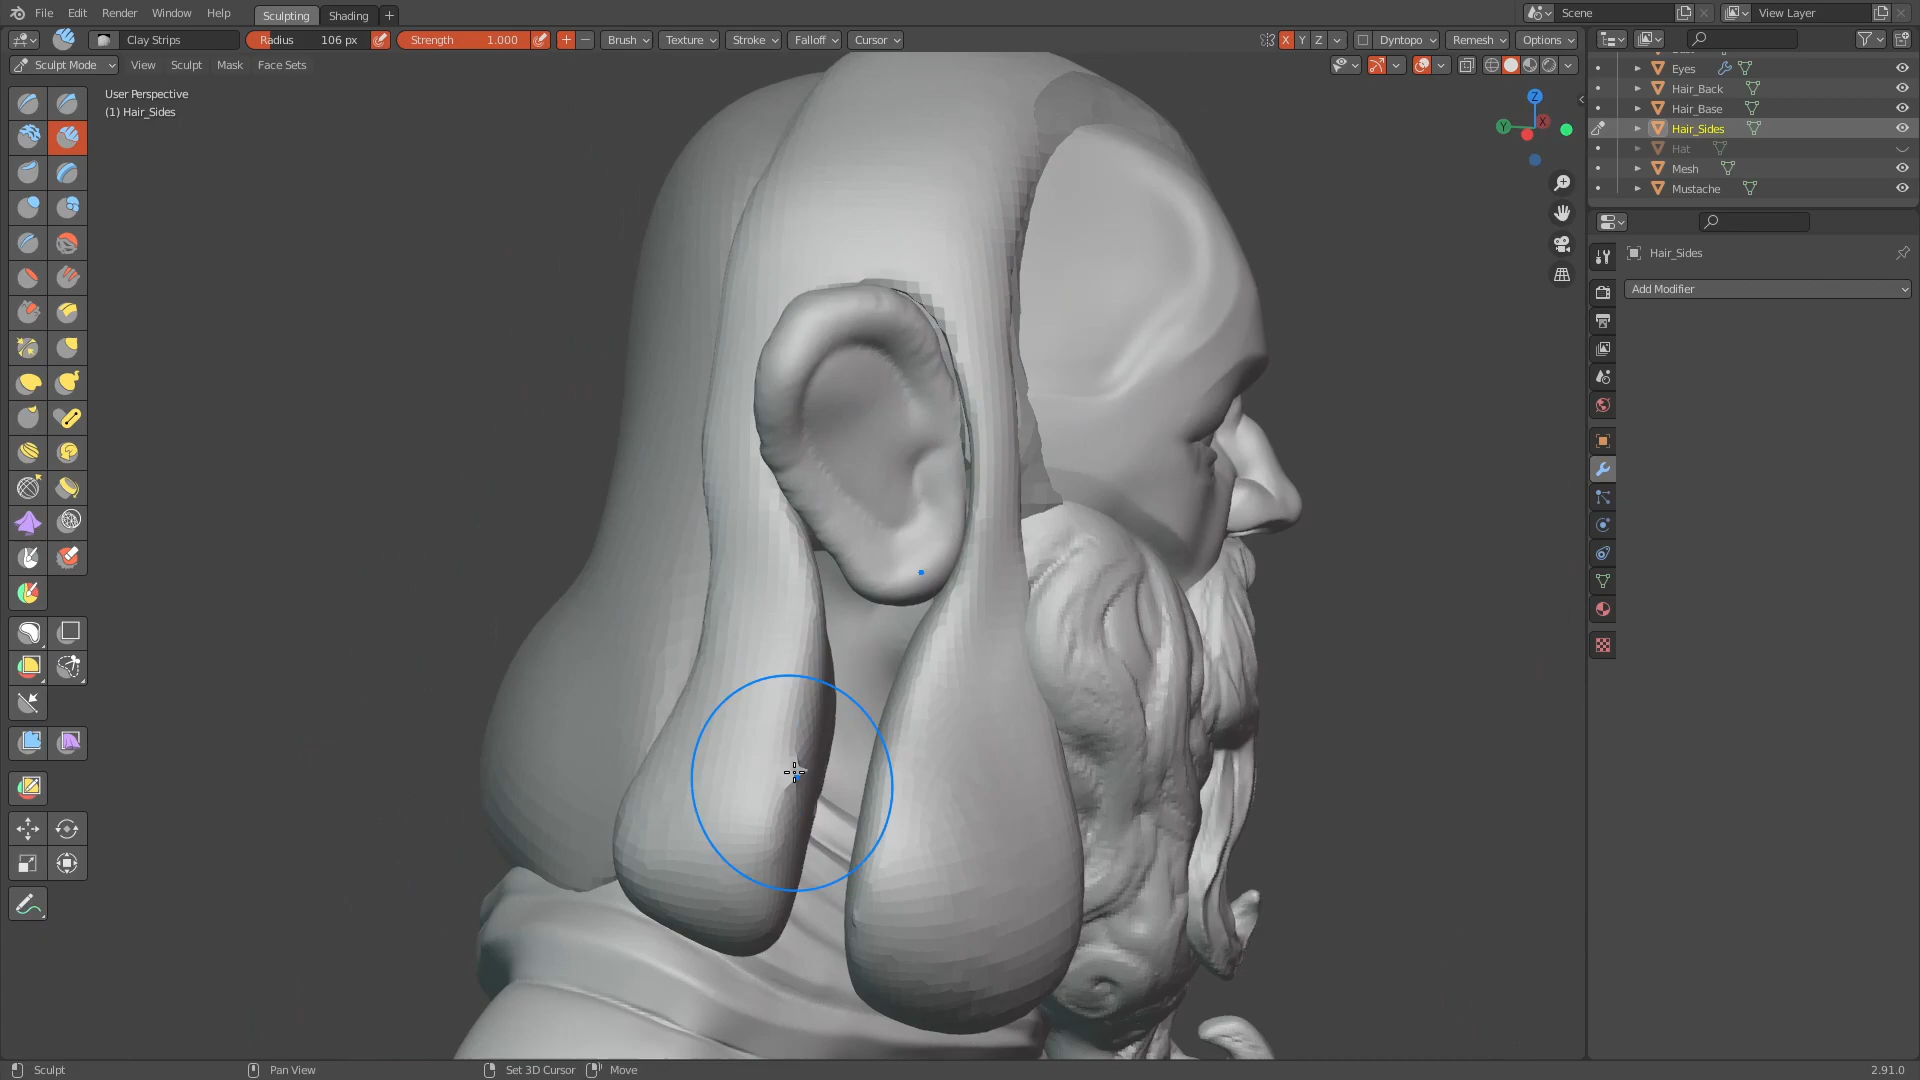 File Edit Render Window Help Sculpting Shading + Scene View Layer
Clay Strips Radius 106 px Strength 1.000 + − Brush Texture Stroke Falloff Cursor X Y Z Dyntopo Remesh Options
Sculpt Mode View Sculpt Mask Face Sets
User Perspective
(1) Hair_Sides
Z
Y X
Eyes
Hair_Back
Hair_Base
Hair_Sides
Hat
Mesh
Mustache
Hair_Sides
Add Modifier
Sculpt Pan View Set 3D Cursor Move 2.91.0